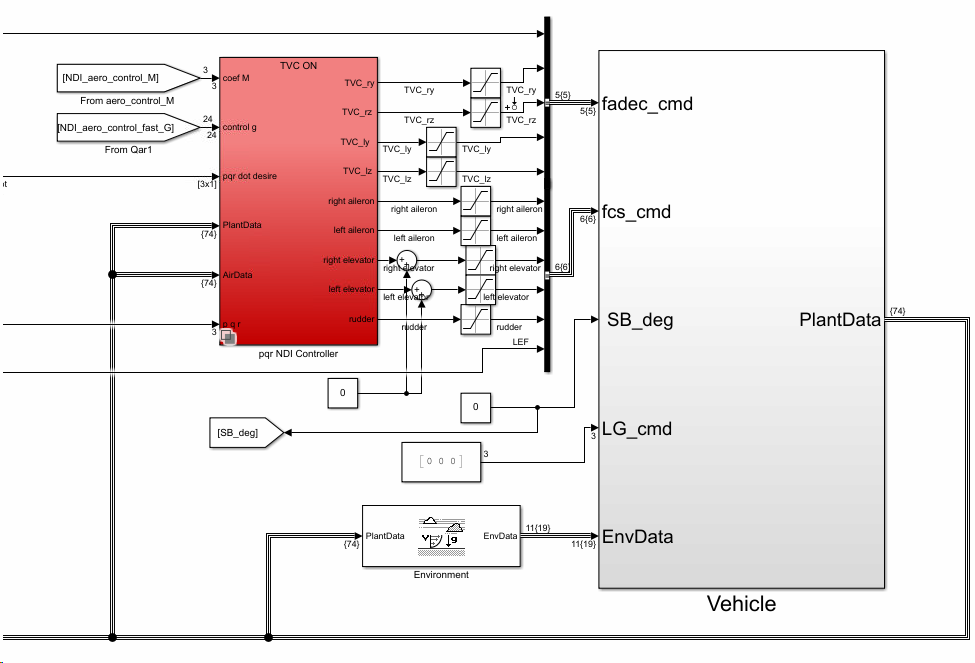 [NDI_aero_control_M]
From aero_control_M
3
3
[NDI_aero_control_fast_G]
From Qar1
24
24
[3x1]
{74}
{74}
3
TVC ON
coef M
control g
pqr dot desire
PlantData
AirData
p q r
TVC_ry
TVC_rz
TVC_ly
TVC_lz
right aileron
left aileron
right elevator
left elevator
rudder
pqr NDI Controller
TVC_ry
TVC_ry
TVC_rz
TVC_rz
TVC_ly
TVC_ly
TVC_lz
TVC_lz
right aileron
right aileron
left aileron
left aileron
right elevator
right elevator
left elevator
left elevator
rudder
rudder
LEF
0
0
[SB_deg]
[ 0 0 0 ]
3
5{5}
5{5}
6{6}
6{6}
3
fadec_cmd
fcs_cmd
SB_deg
LG_cmd
EnvData
PlantData
{74}
Vehicle
{74}
PlantData
EnvData
g
Environment
11{19}
11{19}